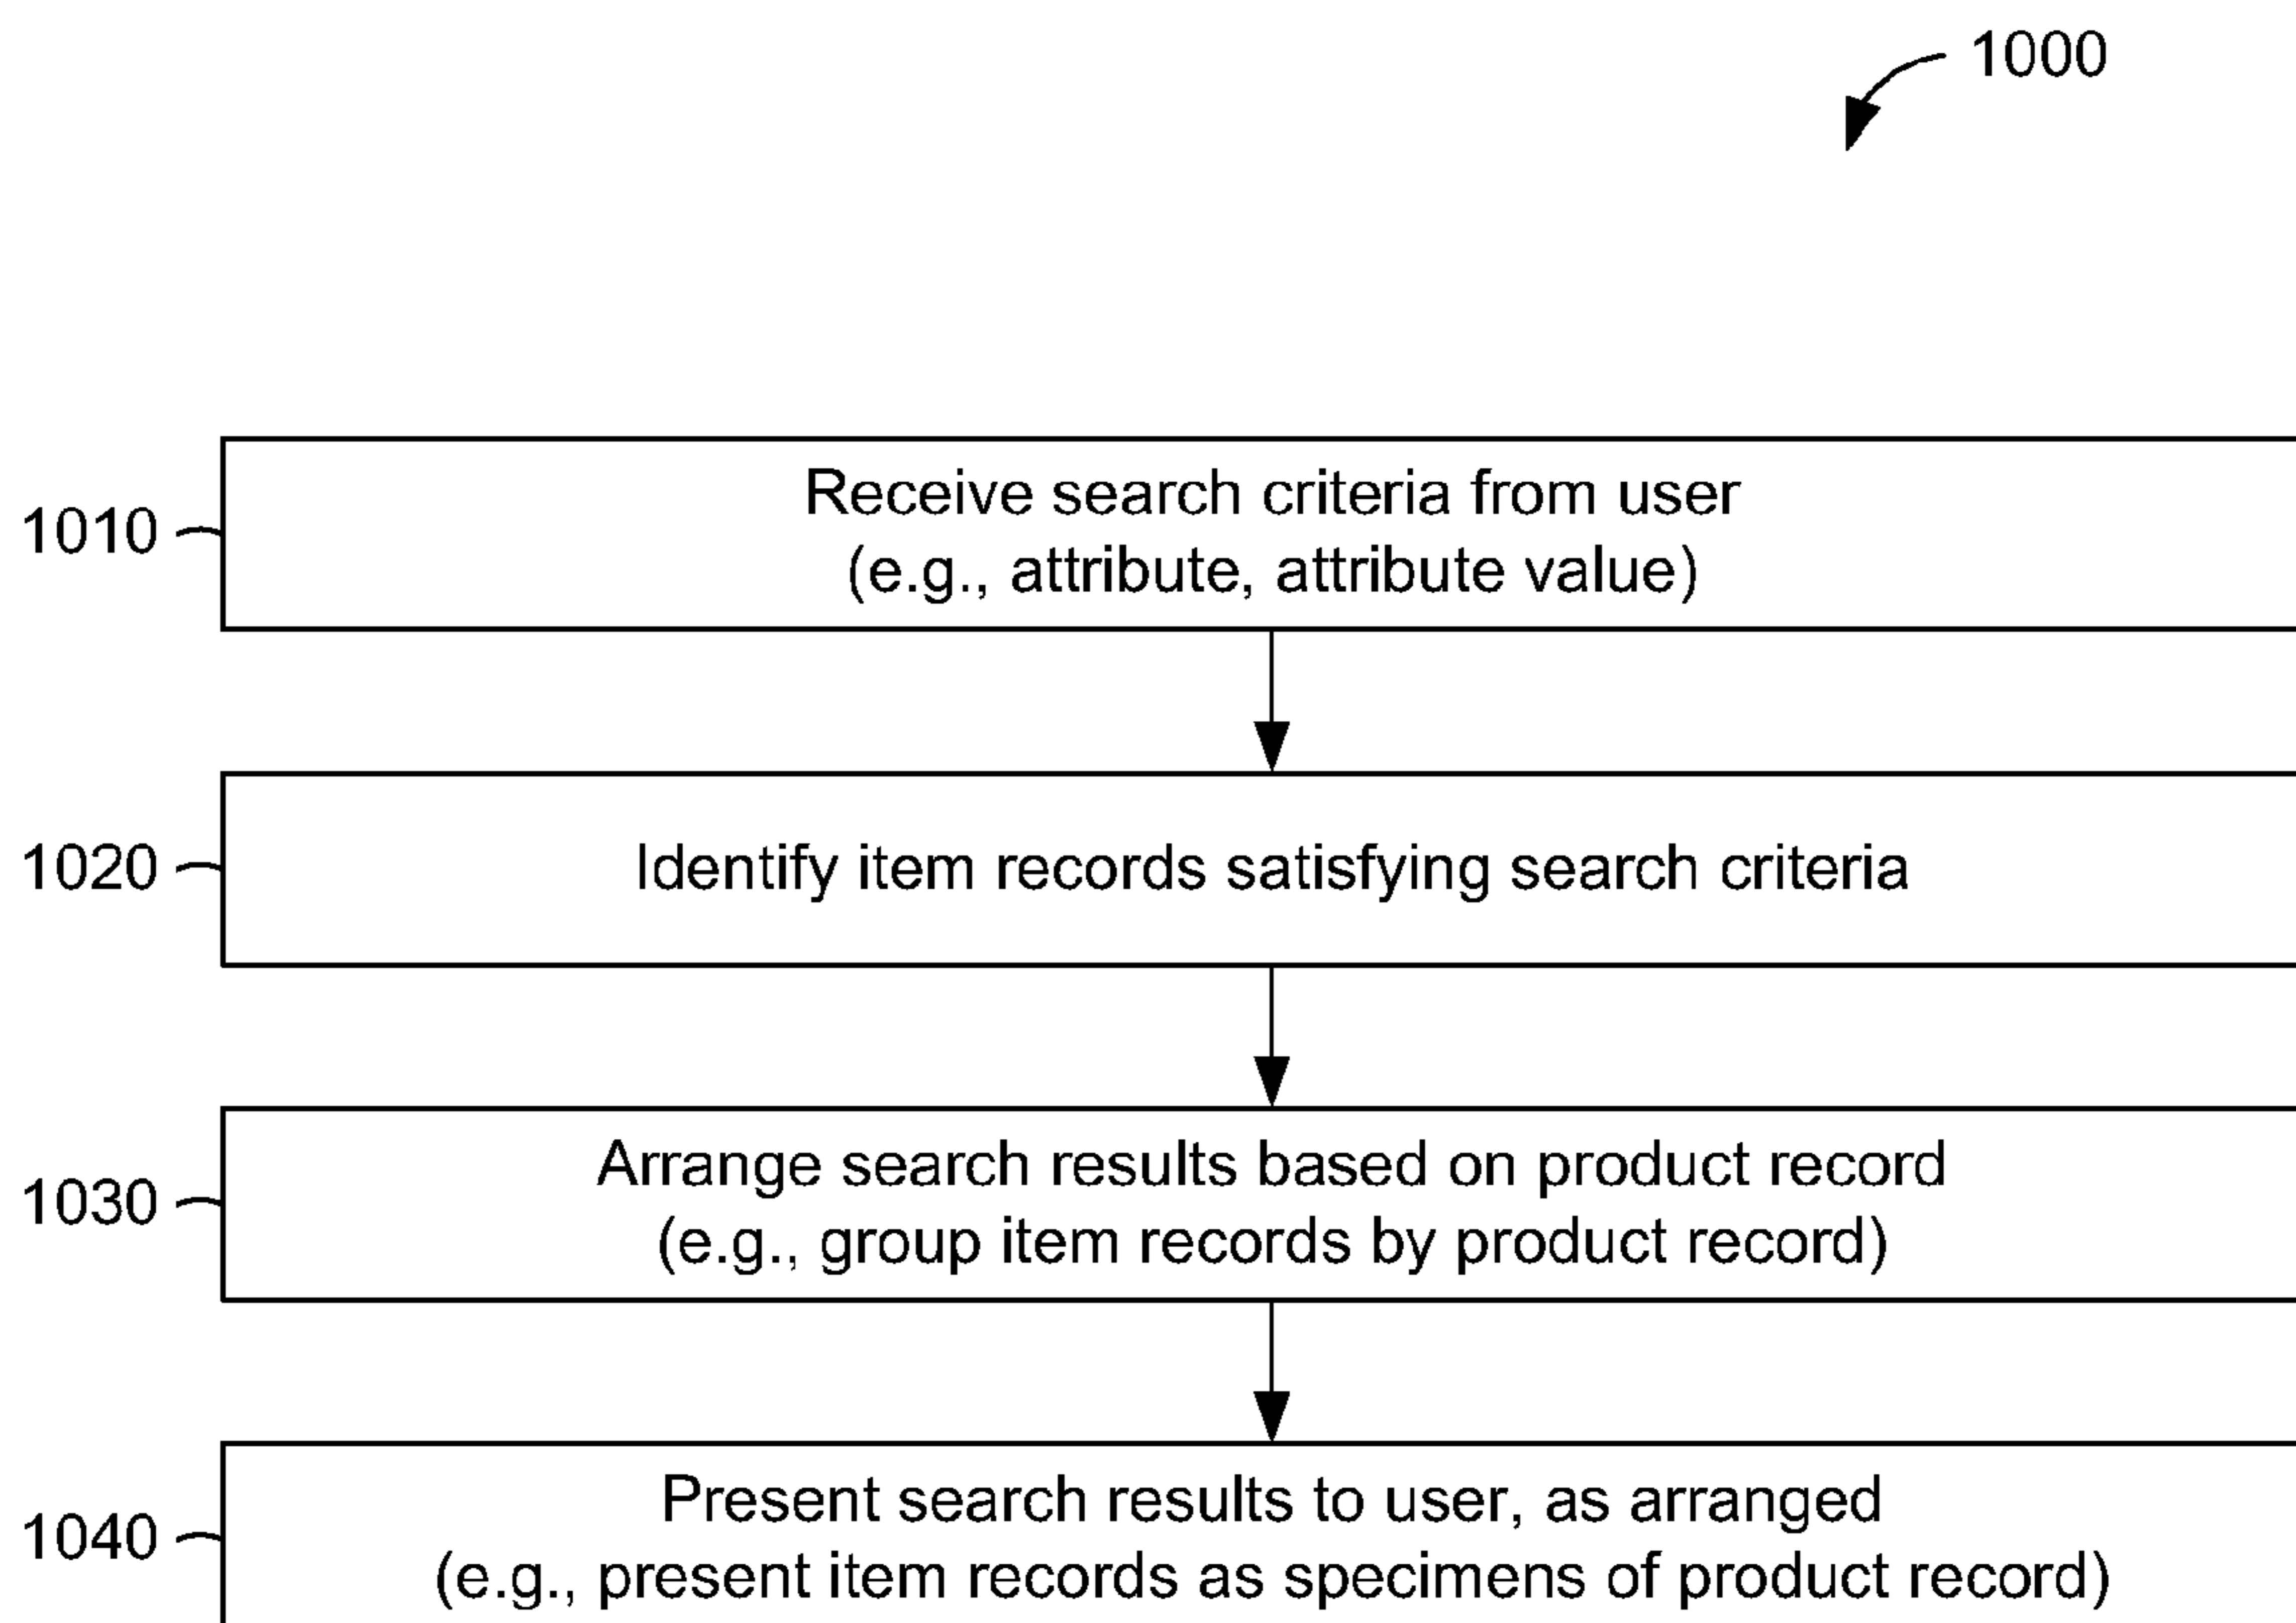 1000
1010
Receive search criteria from user
(e.g., attribute, attribute value)
1020
Identify item records satisfying search criteria
1030
Arrange search results based on product record
(e.g., group item records by product record)
1040
Present search results to user, as arranged
(e.g., present item records as specimens of product record)